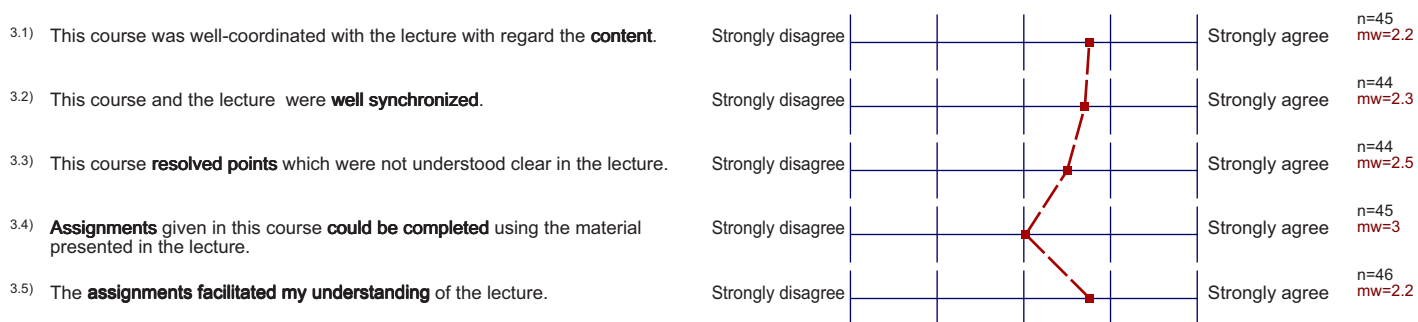 3.1) This course was well-coordinated with the lecture with regard the content. Strongly disagree Strongly agree n=45
mw=2.2
3.2) This course and the lecture were well synchronized. Strongly disagree Strongly agree n=44
mw=2.3
3.3) This course resolved points which were not understood clear in the lecture. Strongly disagree Strongly agree n=44
mw=2.5
3.4) Assignments given in this course could be completed using the material
presented in the lecture. Strongly disagree Strongly agree n=45
mw=3
3.5) The assignments facilitated my understanding of the lecture. Strongly disagree Strongly agree n=46
mw=2.2